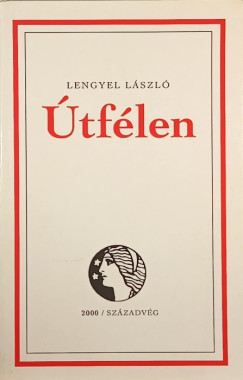 LENGYEL LÁSZLÓ
Útfélen
2000 / SZÁZADVÉG